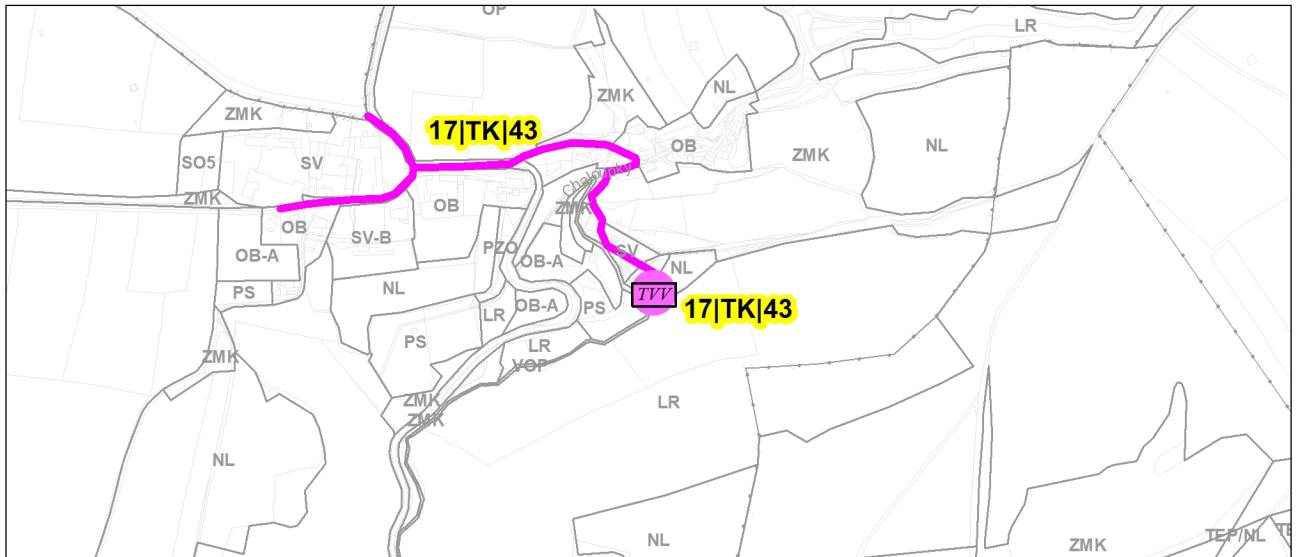 OP
LR
NL
ZMK
ZMK
17|TK|43
OB
ZMK
NL
SO5
SV
Chaloupky
ZMK
OB
ZMK
OB
SV-B
PZO
SV
OB-A
OB-A
NL
PS
NL
TVV
17|TK|43
LR
OB-A
PS
PS
LR
VOP
ZMK
ZMK
ZMK
LR
NL
NL
ZMK
TEP/NL